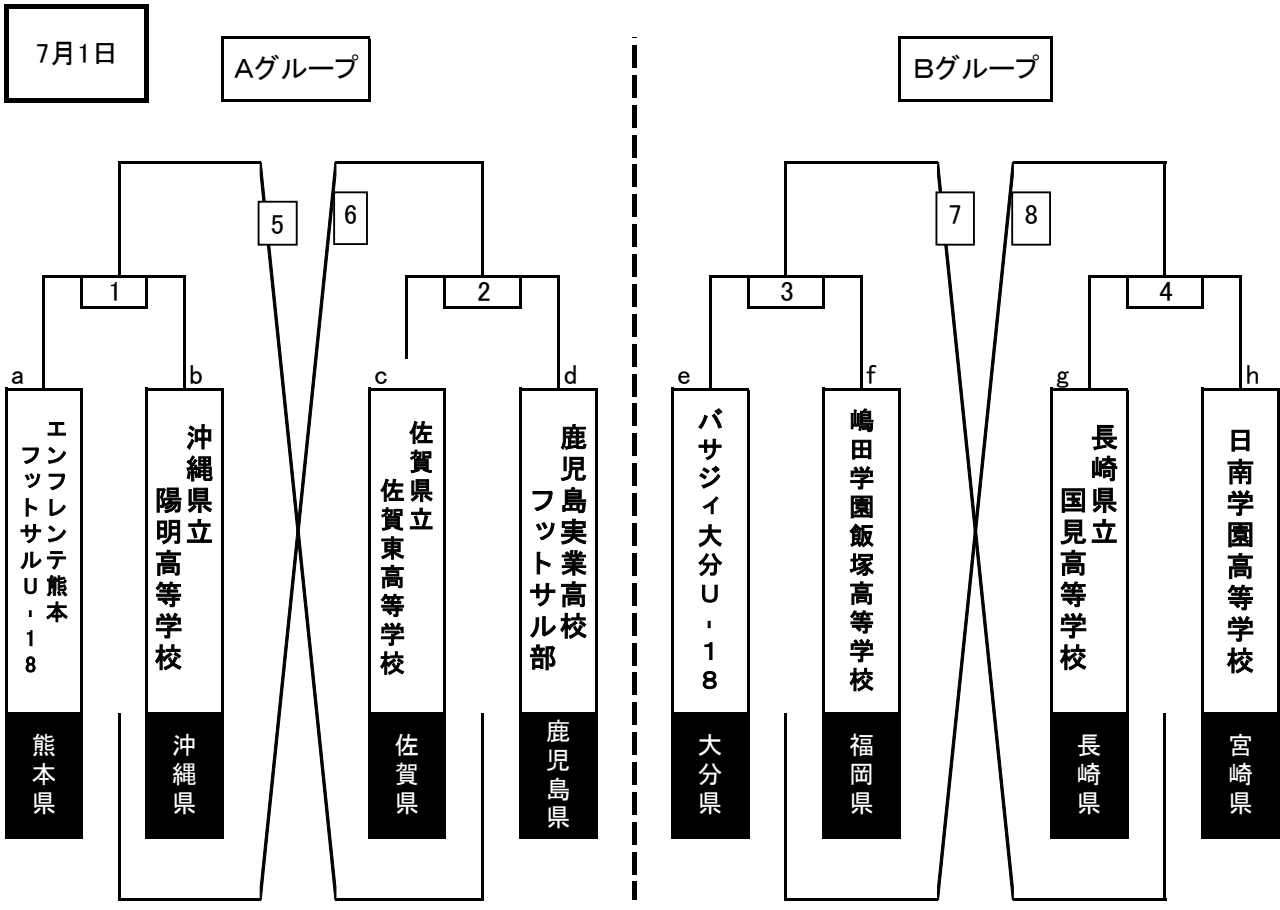 7月1日
Aグループ
Bグループ
5
6
7
8
1
2
3
4
a
b
c
d
e
f
g
h
エンフレンテ熊本
フットサルU-18
沖縄県立
陽明高等学校
佐賀県立
佐賀東高等学校
鹿児島実業高校
フットサル部
バサジィ大分U-18
嶋田学園飯塚高等学校
長崎県立
国見高等学校
日南学園高等学校
熊本県
沖縄県
佐賀県
鹿児島県
大分県
福岡県
長崎県
宮崎県